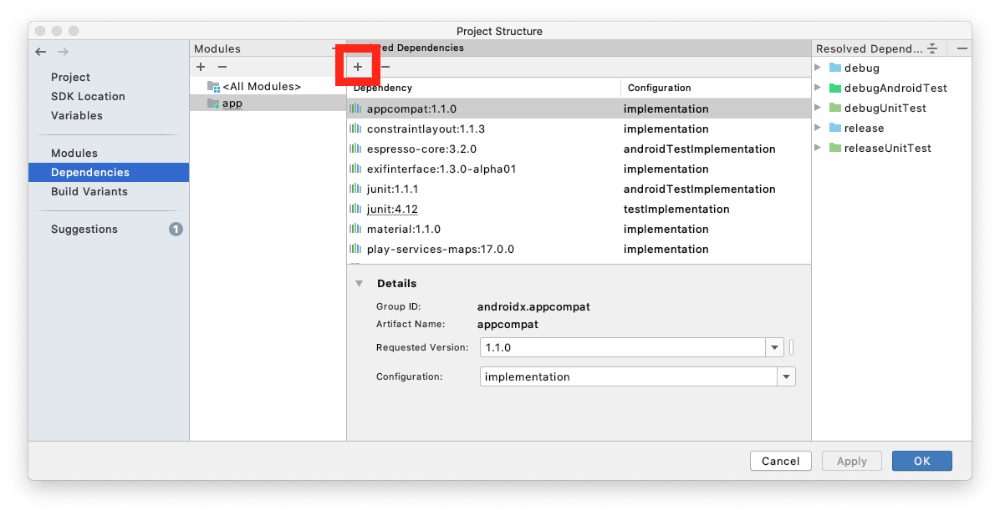 Project Structure
Project
SDK Location
Variables
Modules
Dependencies
Build Variants
Suggestions 1
Modules
<All Modules>
app
Dependencies
Dependency Configuration
appcompat:1.1.0 implementation
constraintlayout:1.1.3 implementation
espresso-core:3.2.0 androidTestImplementation
exifinterface:1.3.0-alpha01 implementation
junit:1.1.1 androidTestImplementation
junit:4.12 testImplementation
material:1.1.0 implementation
play-services-maps:17.0.0 implementation
Details
Group ID: androidx.appcompat
Artifact Name: appcompat
Requested Version: 1.1.0
Configuration: implementation
Resolved Depend...
debug
debugAndroidTest
debugUnitTest
release
releaseUnitTest
Cancel Apply OK